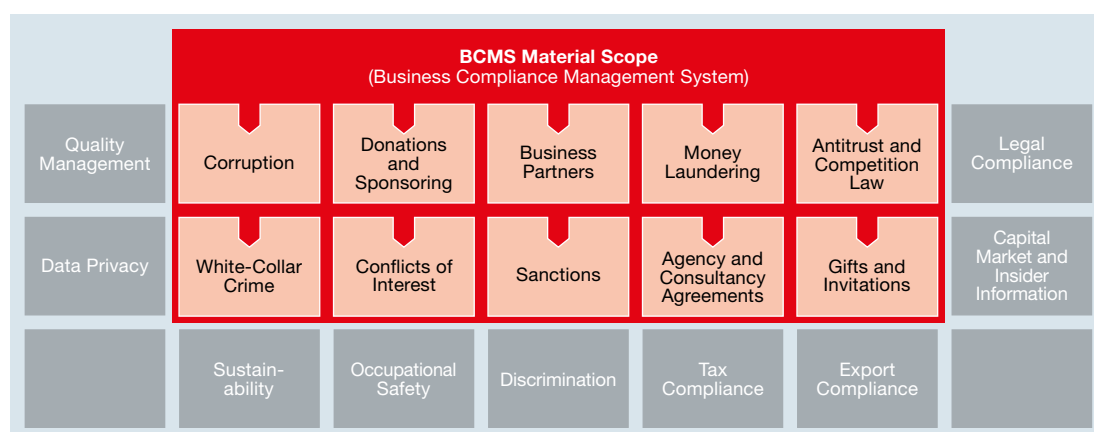 BCMS Material Scope
(Business Compliance Management System)
Quality
Management
Corruption
Donations
and
Sponsoring
Business
Partners
Money
Laundering
Antitrust and
Competition
Law
Legal
Compliance
Data Privacy
White-Collar
Crime
Conflicts of
Interest
Sanctions
Agency and
Consultancy
Agreements
Gifts and
Invitations
Capital
Market and
Insider
Information
Sustain-
ability
Occupational
Safety
Discrimination
Tax
Compliance
Export
Compliance